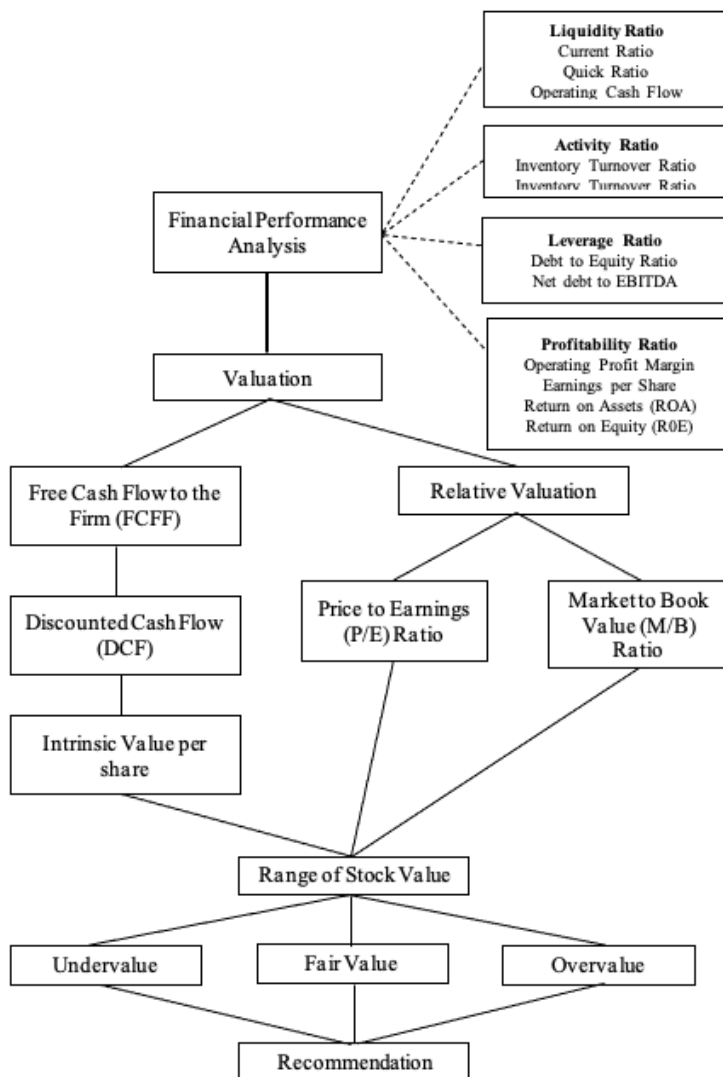 Liquidity Ratio
Current Ratio
Quick Ratio
Operating Cash Flow
Activity Ratio
Inventory Turnover Ratio
Inventory Turnover Ratio
Financial Performance
Analysis
Leverage Ratio
Debt to Equity Ratio
Net debt to EBITDA
Profitability Ratio
Operating Profit Margin
Earnings per Share
Return on Assets (ROA)
Return on Equity (R0E)
Valuation
Free Cash Flow to the
Firm (FCFF)
Relative Valuation
Discounted Cash Flow
(DCF)
Price to Earnings
(P/E) Ratio
Market to Book
Value (M/B)
Ratio
Intrinsic Value per
share
Range of Stock Value
Undervalue
Fair Value
Overvalue
Recommendation